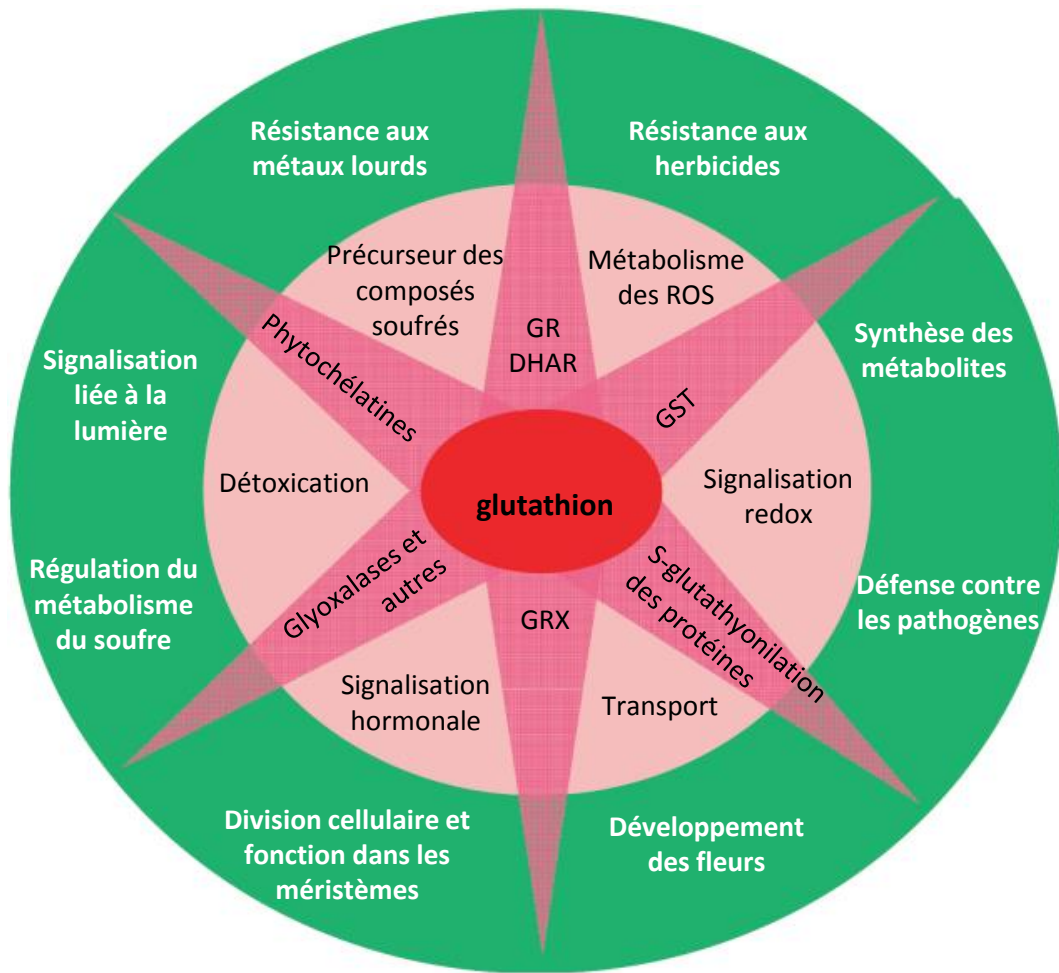 Résistance aux
métaux lourds
Résistance aux
herbicides
Précurseur des
composés
soufrés
Métabolisme
des ROS
GR
DHAR
Phytochélatines
GST
Signalisation
liée à la
lumière
Synthèse des
métabolites
Détoxication
glutathion
Signalisation
redox
Régulation du
métabolisme
du soufre
Glyoxalases et
autres
GRX
S-glutathyonilation
des protéines
Défense contre
les pathogènes
Signalisation
hormonale
Transport
Division cellulaire et
fonction dans les
méristèmes
Développement
des fleurs